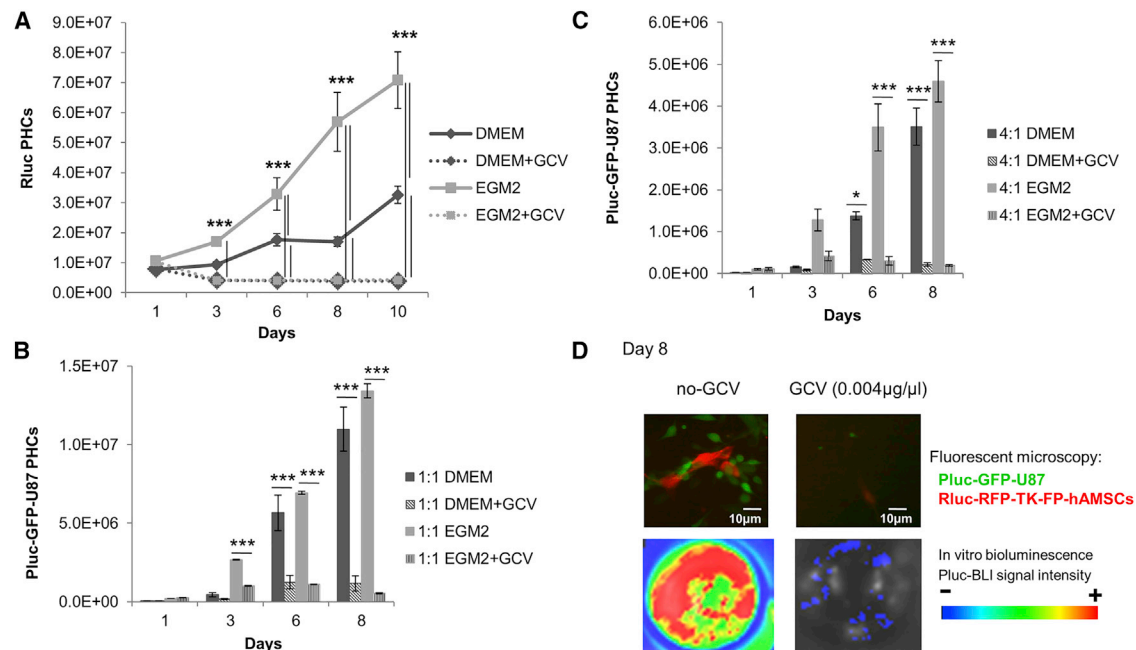 A
9.0E+07
8.0E+07
7.0E+07
6.0E+07
5.0E+07
4.0E+07
3.0E+07
2.0E+07
1.0E+07
0.0E+00
Rluc PHCs
***
***
***
***
1 3 6 8 10
Days
DMEM
DMEM+GCV
EGM2
EGM2+GCV
B
1.5E+07
1.0E+07
5.0E+06
0.0E+00
Pluc-GFP-U87 PHCs
***
***
***
***
***
1 3 6 8
Days
1:1 DMEM
1:1 DMEM+GCV
1:1 EGM2
1:1 EGM2+GCV
C
6.0E+06
5.0E+06
4.0E+06
3.0E+06
2.0E+06
1.0E+06
0.0E+00
Pluc-GFP-U87 PHCs
*
***
***
***
1 3 6 8
Days
4:1 DMEM
4:1 DMEM+GCV
4:1 EGM2
4:1 EGM2+GCV
D Day 8
no-GCV GCV (0.004µg/µl)
10µm 10µm
Fluorescent microscopy:
Pluc-GFP-U87
Rluc-RFP-TK-FP-hAMSCs
In vitro bioluminescence
Pluc-BLI signal intensity
- +